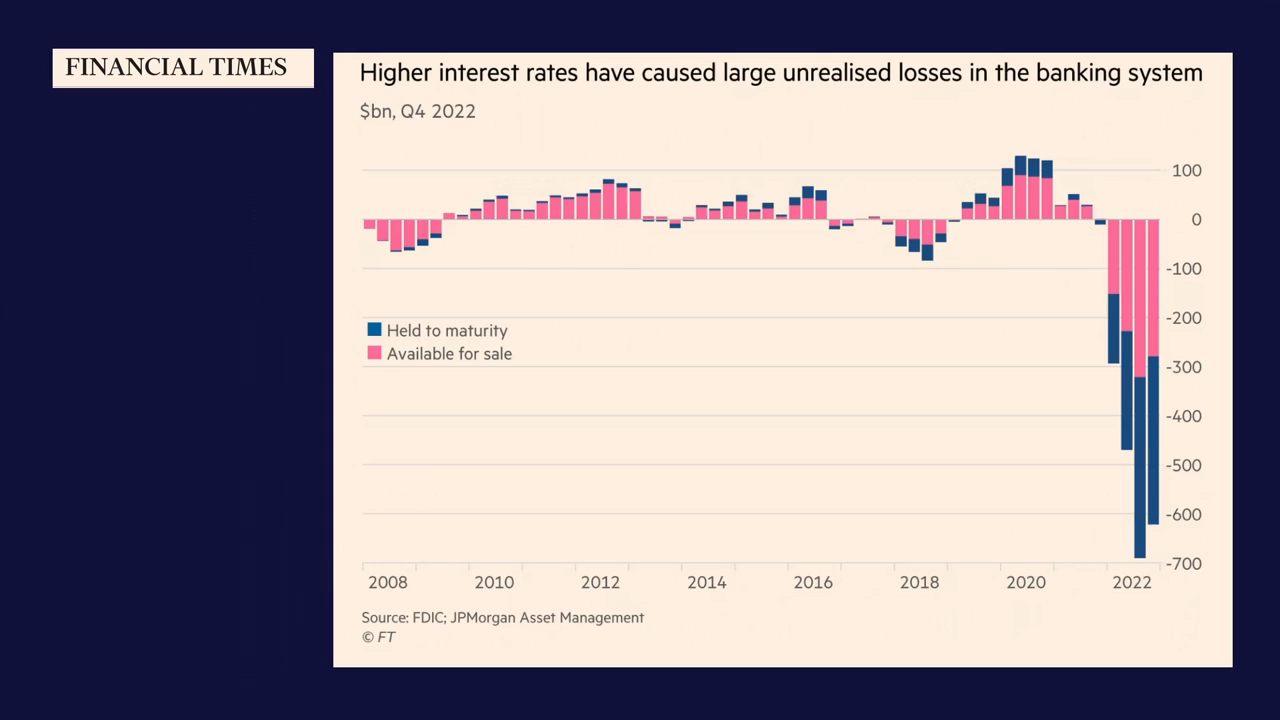 FINANCIAL TIMES
Higher interest rates have caused large unrealised losses in the banking system
$bn, Q4 2022
100
0
-100
-200
-300
-400
-500
-600
-700
Held to maturity
Available for sale
2008 2010 2012 2014 2016 2018 2020 2022
Source: FDIC; JPMorgan Asset Management
© FT